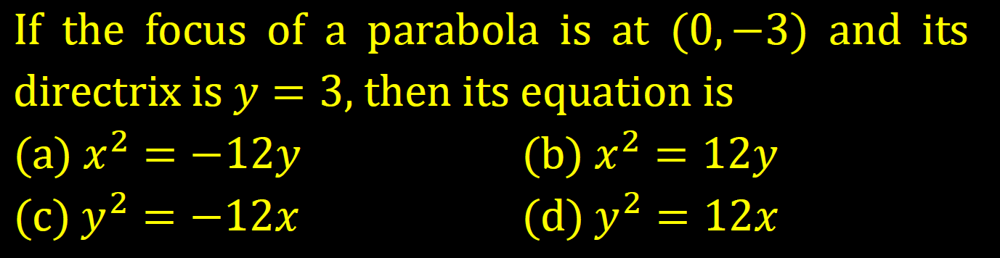 If the focus of a parabola is at (0, −3) and its
directrix is y = 3, then its equation is
(a) x² = −12y (b) x² = 12y
(c) y² = −12x (d) y² = 12x